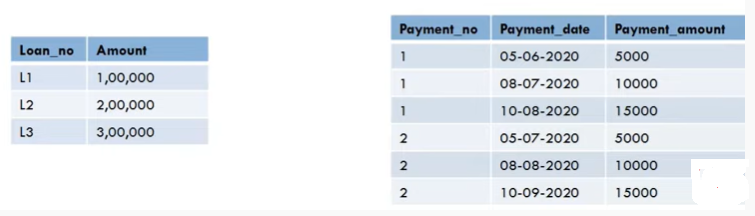 Loan_no Amount
L1 1,00,000
L2 2,00,000
L3 3,00,000
Payment_no Payment_date Payment_amount
1 05-06-2020 5000
1 08-07-2020 10000
1 10-08-2020 15000
2 05-07-2020 5000
2 08-08-2020 10000
2 10-09-2020 15000